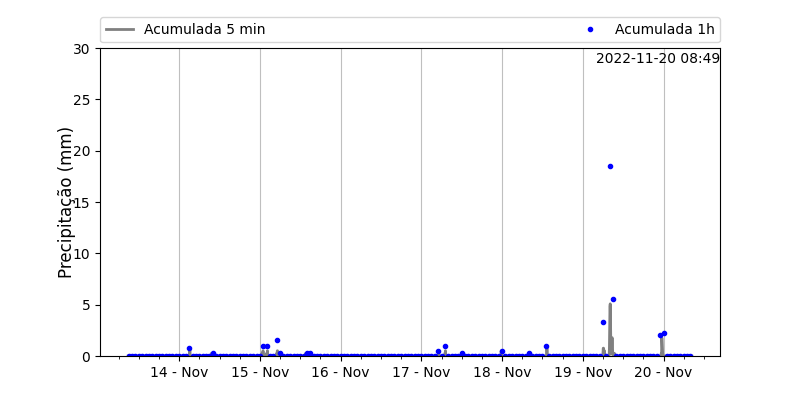 Acumulada 5 min
Acumulada 1h
2022-11-20 08:49
Precipitação (mm)
30
25
20
15
10
5
0
14 - Nov
15 - Nov
16 - Nov
17 - Nov
18 - Nov
19 - Nov
20 - Nov